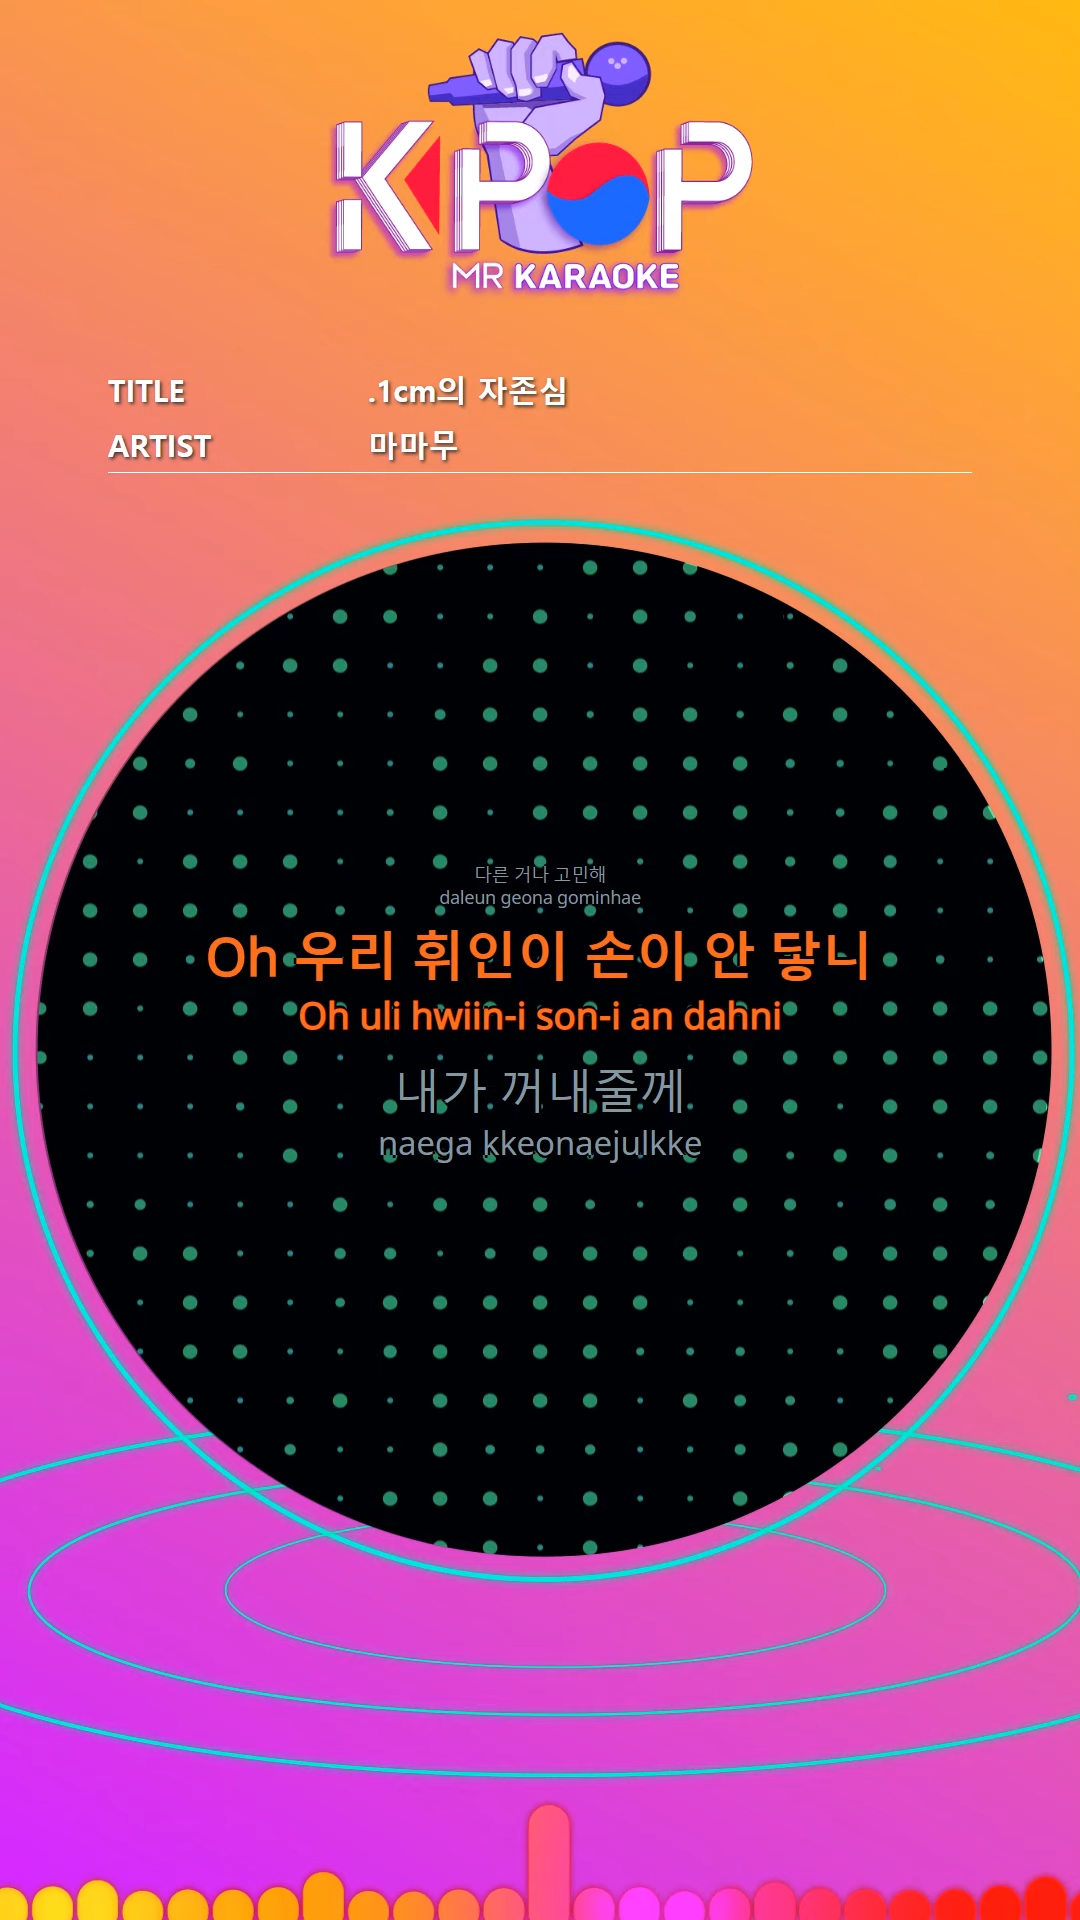 KPOP
MR KARAOKE
TITLE .1cm의 자존심
ARTIST 마마무
다른 거나 고민해
daleun geona gominhae
Oh 우리 휘인이 손이 안 닿니
Oh uli hwiin-i son-i an dahni
내가 꺼내줄께
naega kkeonaejulkke